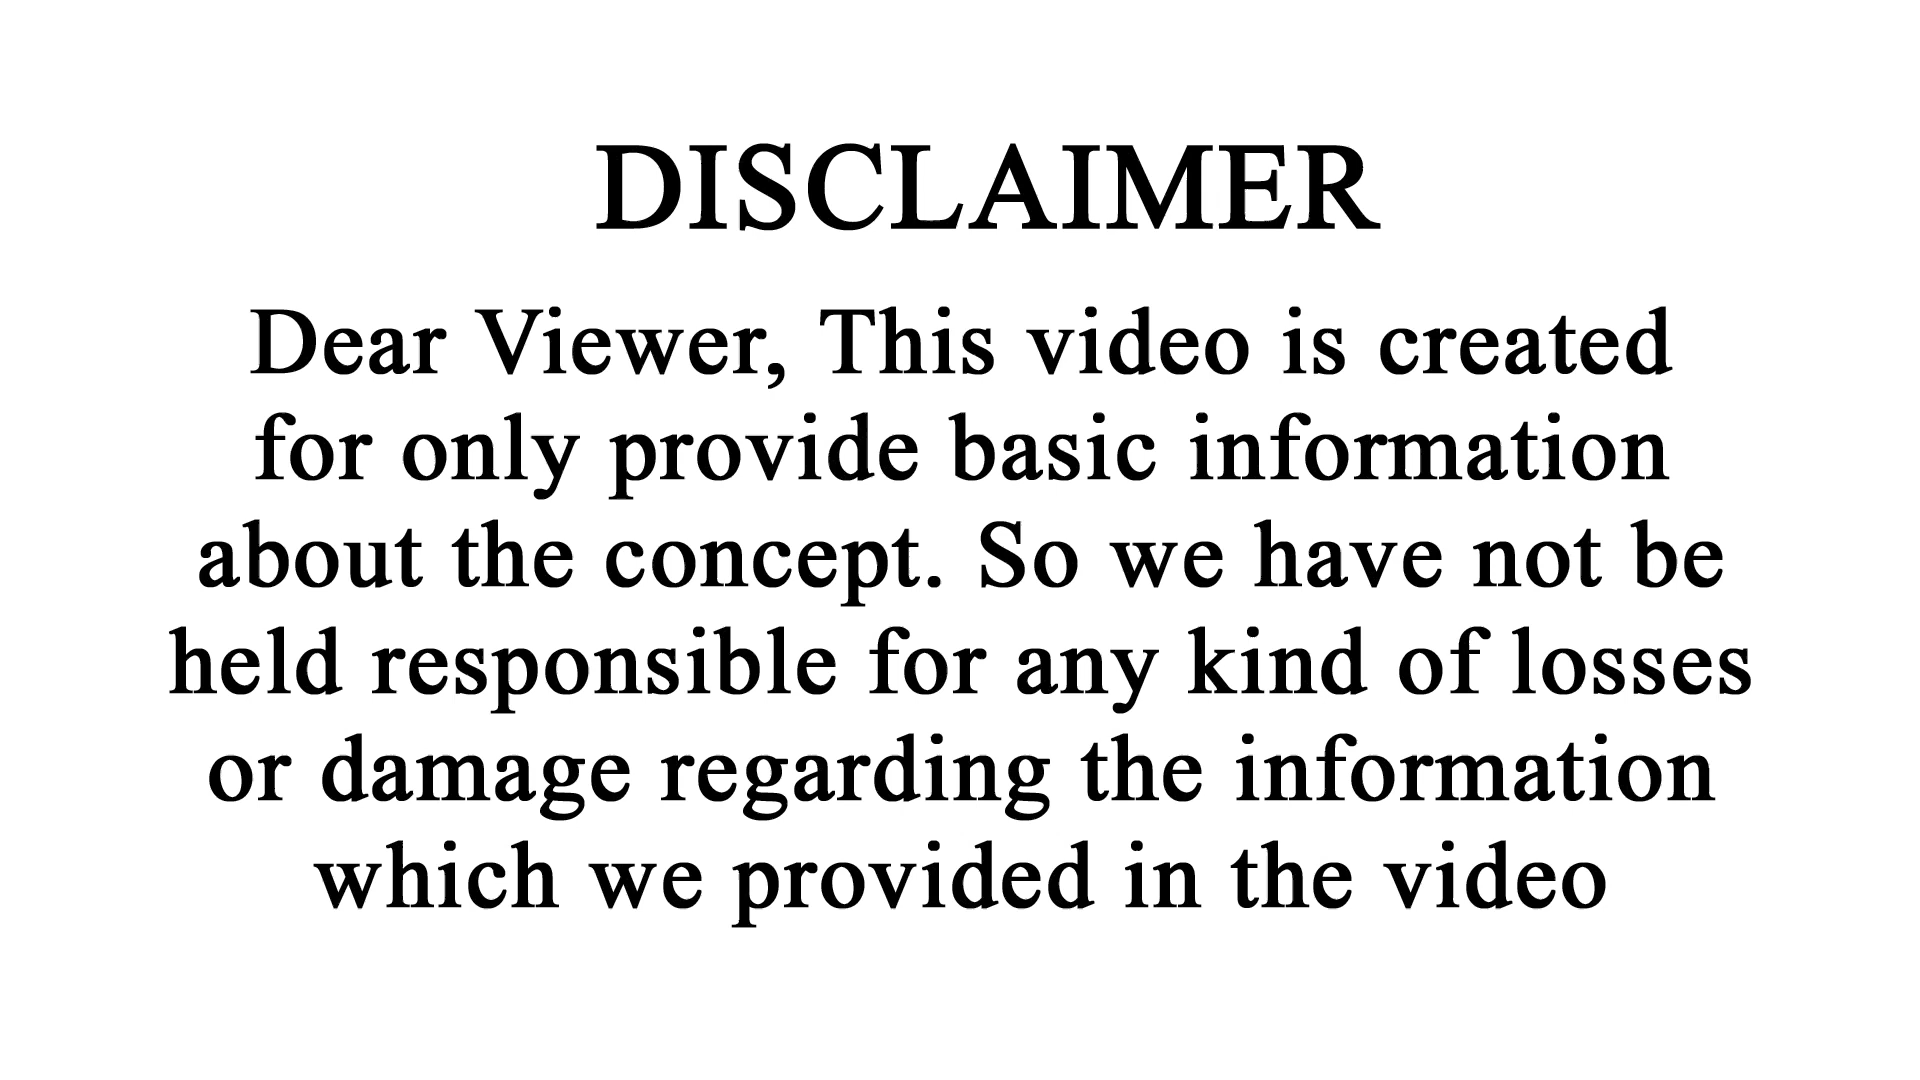 DISCLAIMER
Dear Viewer, This video is created
for only provide basic information
about the concept. So we have not be
held responsible for any kind of losses
or damage regarding the information
which we provided in the video